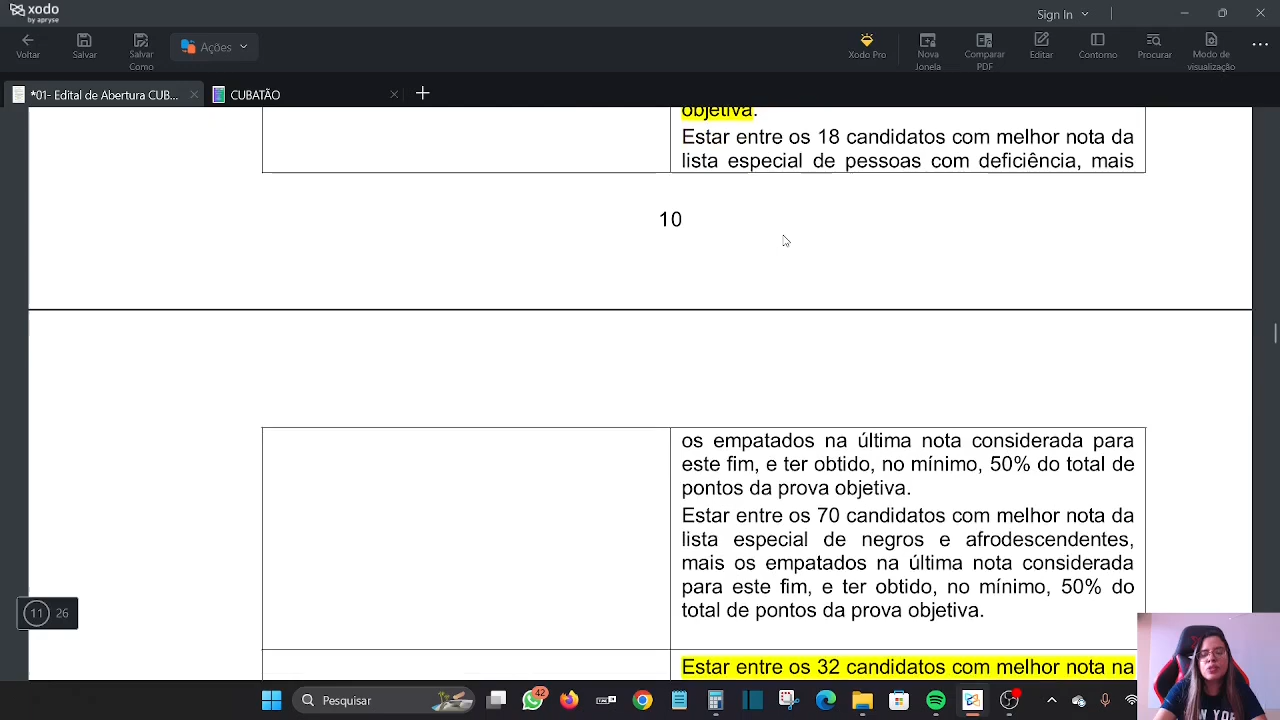 xodo
by apryse
Sign In
Voltar
Salvar
Salvar
Como
Ações
Xodo Pro
Nova
Jonela
Comparar
PDF
Editar
Contorno
Procurar
Modo de
visualização
*01- Edital de Abertura CUB...
CUBATÃO
objetiva.
Estar entre os 18 candidatos com melhor nota da
lista especial de pessoas com deficiência, mais
10
os empatados na última nota considerada para
este fim, e ter obtido, no mínimo, 50% do total de
pontos da prova objetiva.
Estar entre os 70 candidatos com melhor nota da
lista especial de negros e afrodescendentes,
mais os empatados na última nota considerada
para este fim, e ter obtido, no mínimo, 50% do
total de pontos da prova objetiva.
11 26
Estar entre os 32 candidatos com melhor nota na
Pesquisar
42